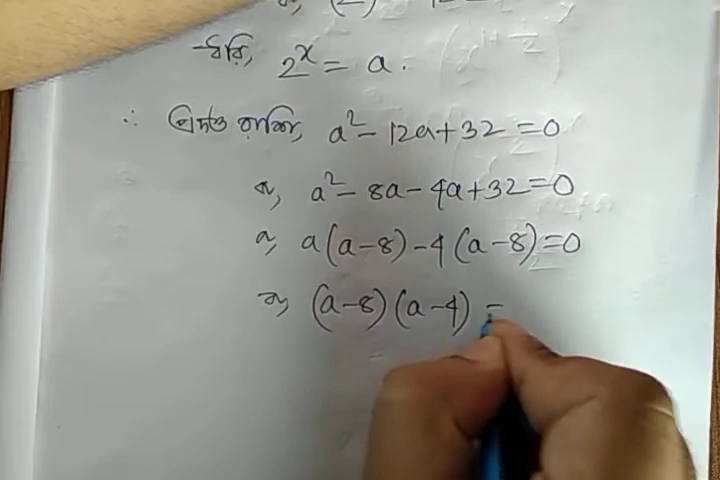 ধরি, 2^x = a.
∴ প্রদত্ত রাশি, a² - 12a + 32 = 0
বা, a² - 8a - 4a + 32 = 0
বা, a(a-8) - 4(a-8) = 0
বা, (a-8)(a-4) =